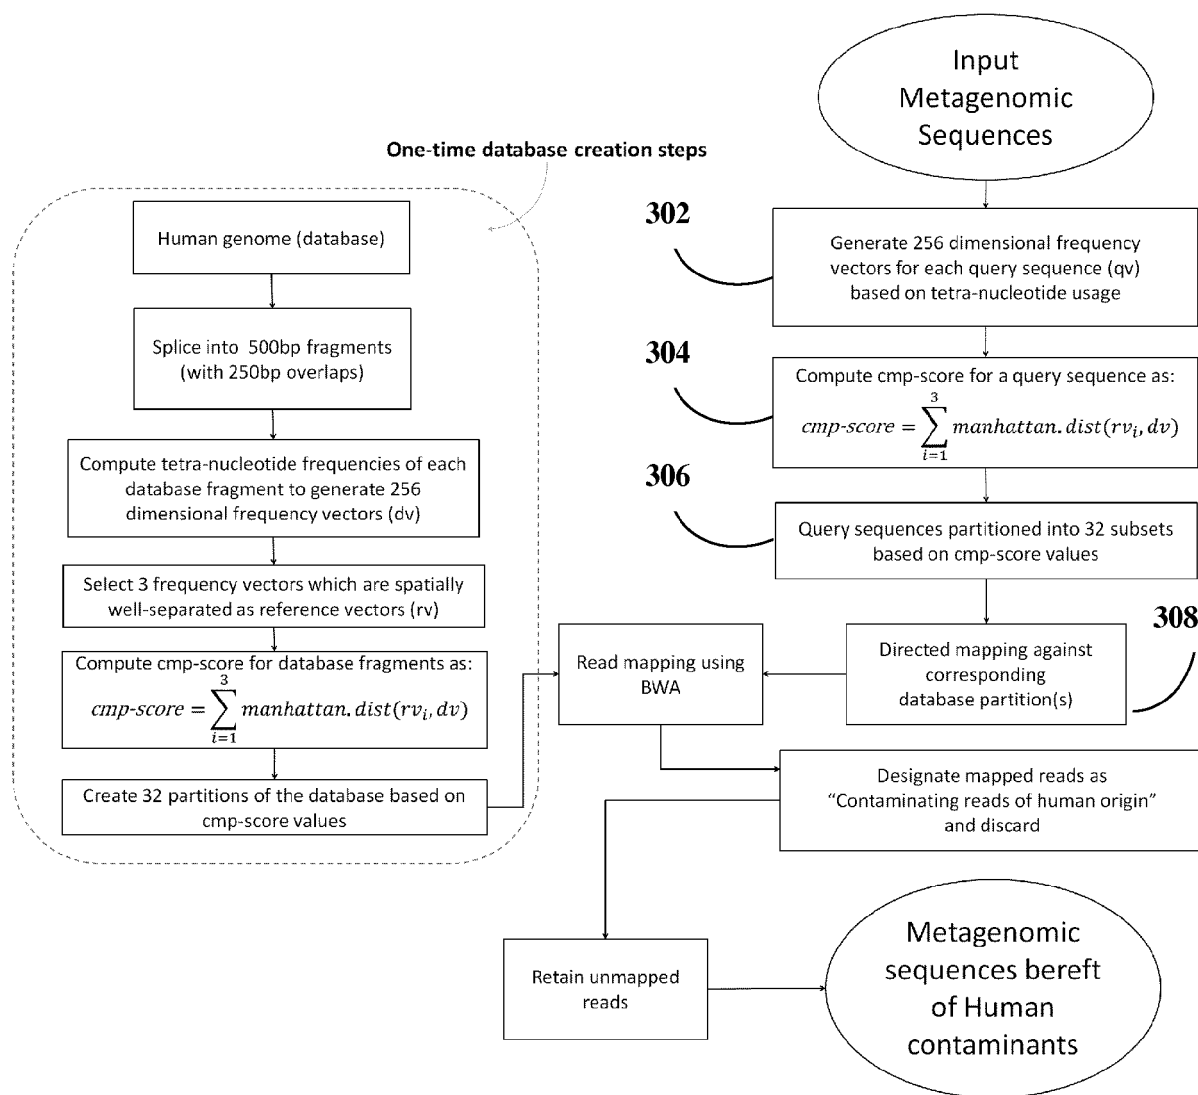 Input
Metagenomic
Sequences
One-time database creation steps
Human genome (database)
Splice into 500bp fragments
(with 250bp overlaps)
Compute tetra-nucleotide frequencies of each
database fragment to generate 256
dimensional frequency vectors (dv)
Select 3 frequency vectors which are spatially
well-separated as reference vectors (rv)
Compute cmp-score for database fragments as:
3
cmp-score = ∑ manhattan.dist(rvᵢ, dv)
i=1
Create 32 partitions of the database based on
cmp-score values
302
Generate 256 dimensional frequency
vectors for each query sequence (qv)
based on tetra-nucleotide usage
304
Compute cmp-score for a query sequence as:
3
cmp-score = ∑ manhattan.dist(rvᵢ, dv)
i=1
306
Query sequences partitioned into 32 subsets
based on cmp-score values
308
Directed mapping against
corresponding
database partition(s)
Read mapping using
BWA
Designate mapped reads as
“Contaminating reads of human origin”
and discard
Retain unmapped
reads
Metagenomic
sequences bereft
of Human
contaminants